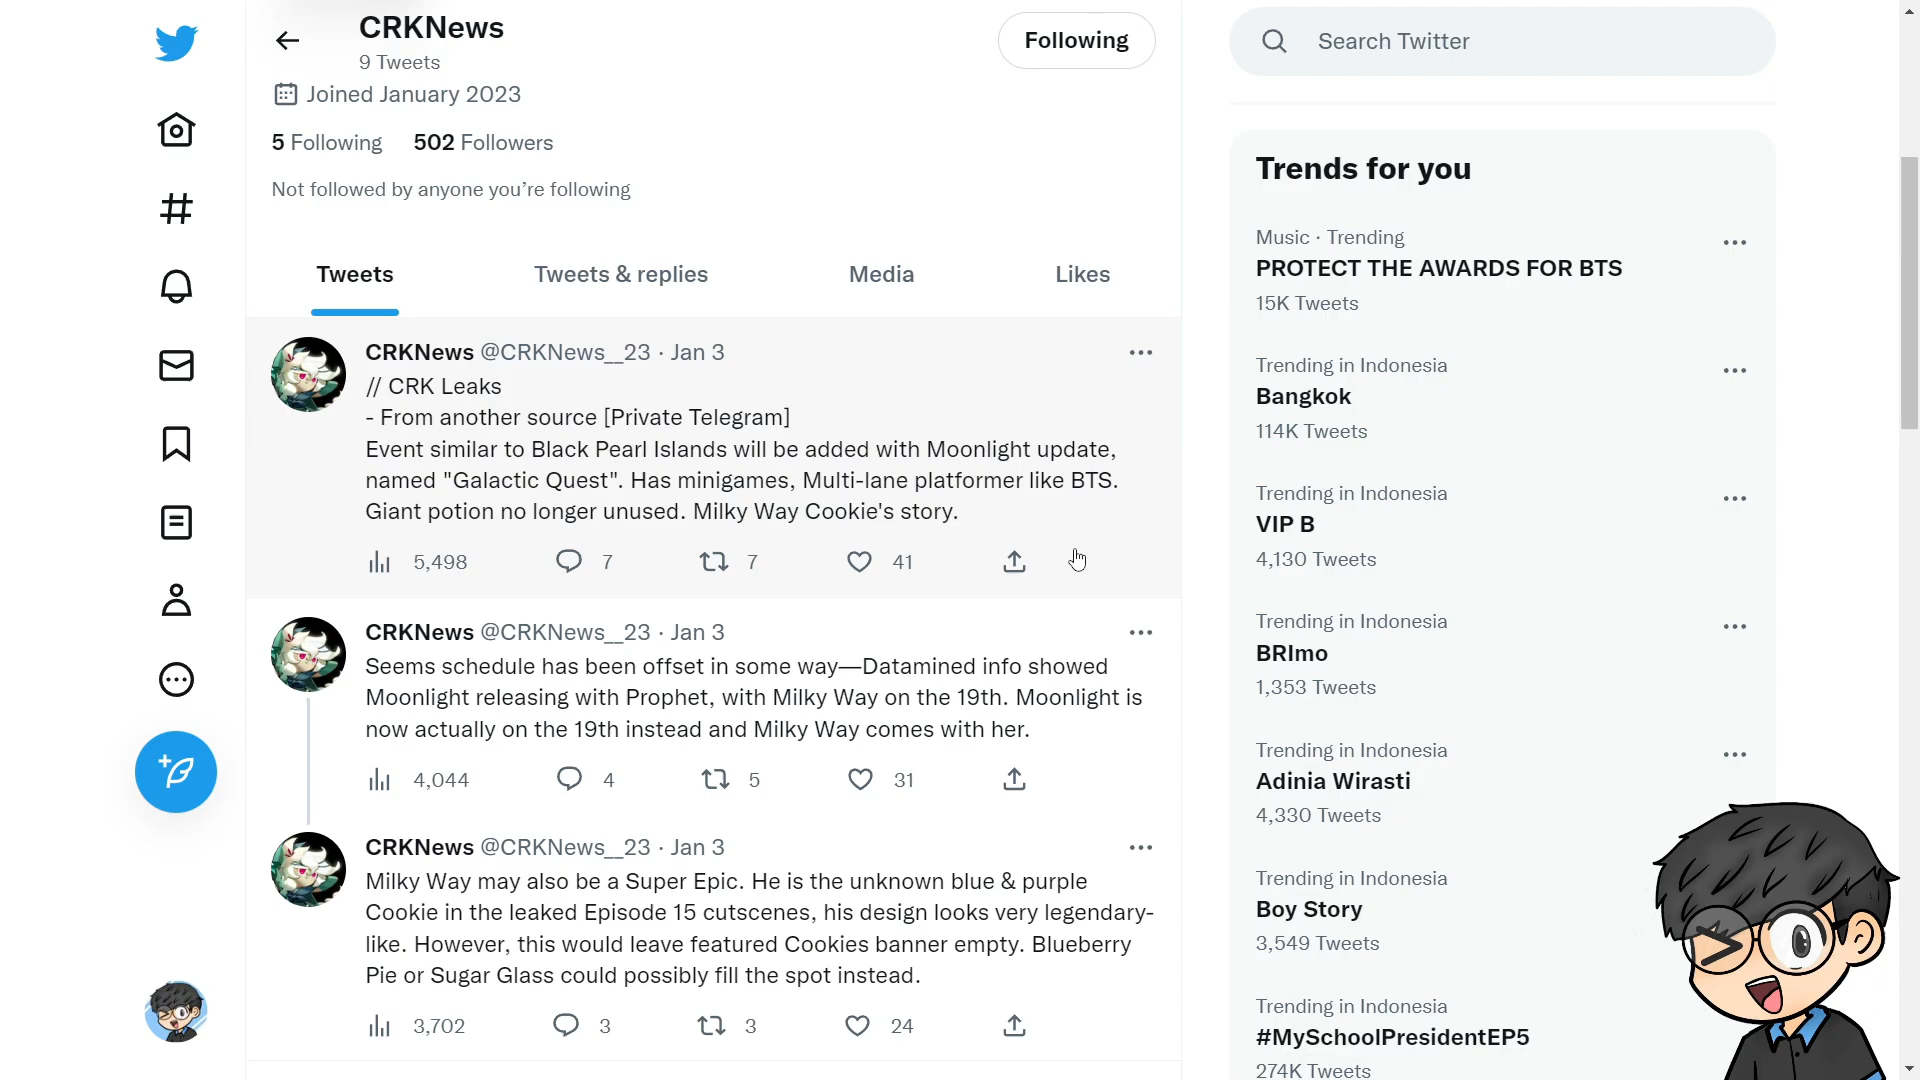 CRKNews
9 Tweets
Following
Joined January 2023
5 Following 502 Followers
Not followed by anyone you’re following
Tweets Tweets & replies Media Likes
CRKNews @CRKNews__23 · Jan 3
// CRK Leaks
- From another source [Private Telegram]
Event similar to Black Pearl Islands will be added with Moonlight update,
named "Galactic Quest". Has minigames, Multi-lane platformer like BTS.
Giant potion no longer unused. Milky Way Cookie's story.
5,498 7 7 41
CRKNews @CRKNews__23 · Jan 3
Seems schedule has been offset in some way—Datamined info showed
Moonlight releasing with Prophet, with Milky Way on the 19th. Moonlight is
now actually on the 19th instead and Milky Way comes with her.
4,044 4 5 31
CRKNews @CRKNews__23 · Jan 3
Milky Way may also be a Super Epic. He is the unknown blue & purple
Cookie in the leaked Episode 15 cutscenes, his design looks very legendary-
like. However, this would leave featured Cookies banner empty. Blueberry
Pie or Sugar Glass could possibly fill the spot instead.
3,702 3 3 24
Search Twitter
Trends for you
Music · Trending
PROTECT THE AWARDS FOR BTS
15K Tweets
Trending in Indonesia
Bangkok
114K Tweets
Trending in Indonesia
VIP B
4,130 Tweets
Trending in Indonesia
BRImo
1,353 Tweets
Trending in Indonesia
Adinia Wirasti
4,330 Tweets
Trending in Indonesia
Boy Story
3,549 Tweets
Trending in Indonesia
#MySchoolPresidentEP5
274K Tweets